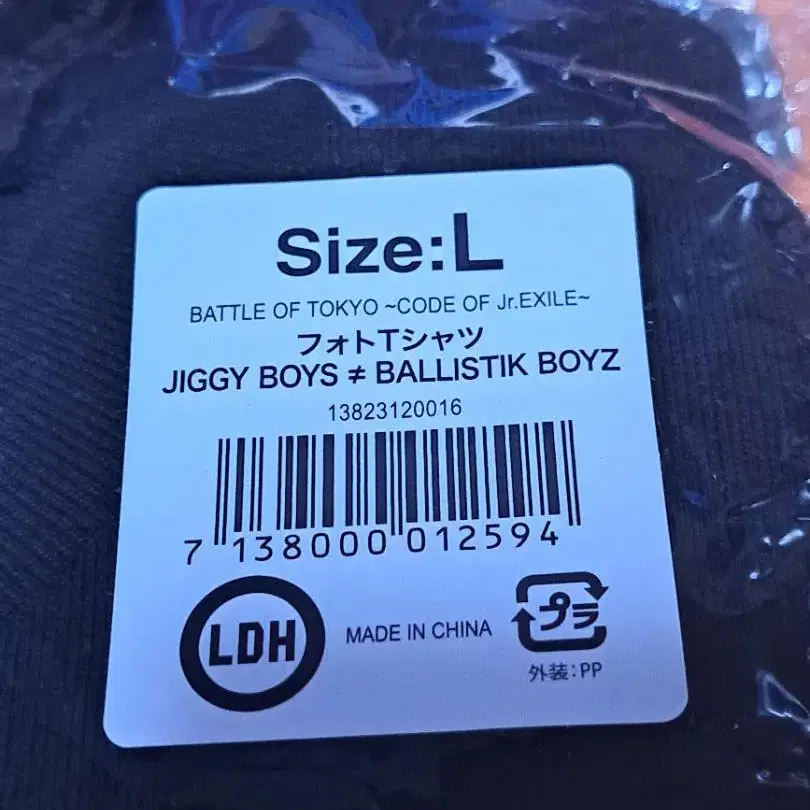 Size:L
BATTLE OF TOKYO ~CODE OF Jr.EXILE~
フォトTシャツ
JIGGY BOYS ≠ BALLISTIK BOYZ
13823120016
7 138000 012594
LDH
MADE IN CHINA
プラ
外装:PP